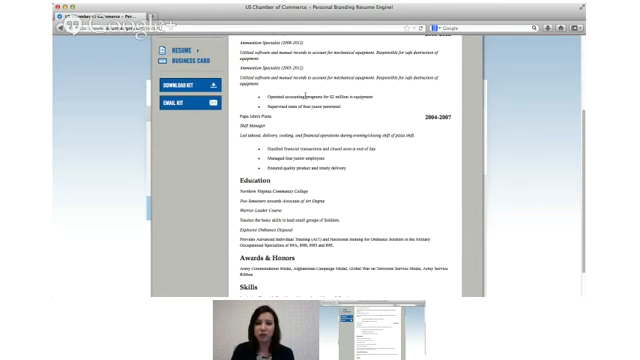 US.Chamber of Commerce - Personal Branding Resume Engine!
US.Chamber of Commerce - Per...
Google+
Google
RESUME
BUSINESS CARD
DOWNLOAD KIT
EMAIL KIT
Ammunition Specialist (2008-2012)
Utilized software and manual records to account for mechanical equipment. Responsible for safe destruction of
equipment.
Ammunition Specialist (2005-2012)
Utilized software and manual records to account for mechanical equipment. Responsible for safe destruction of
equipment.
• Operated accounting programs for $2 million in equipment
• Supervised team of four junior personnel
Papa John's Pizza 2004-2007
Shift Manager
Led takeout, delivery, cooking, and financial operations during evening/closing shift of pizza shift.
• Handled financial transactions and closed store at end of day
• Managed four junior employees
• Ensured quality product and timely delivery
Education
Northern Virginia Community College
Two Semesters towards Associate of Art Degree
Warrior Leader Course
Teaches the basic skills to lead small groups of Soldiers.
Explosive Ordnance Disposal
Provides Advanced Individual Training (AIT) and functional training for Ordnance Soldiers in the Military
Occupational Specialties of
Awards & Honors
Army Commendation Medal, Afghanistan Campaign Medal, Global War on Terrorism Service Medal, Army Service
Ribbon.
Skills